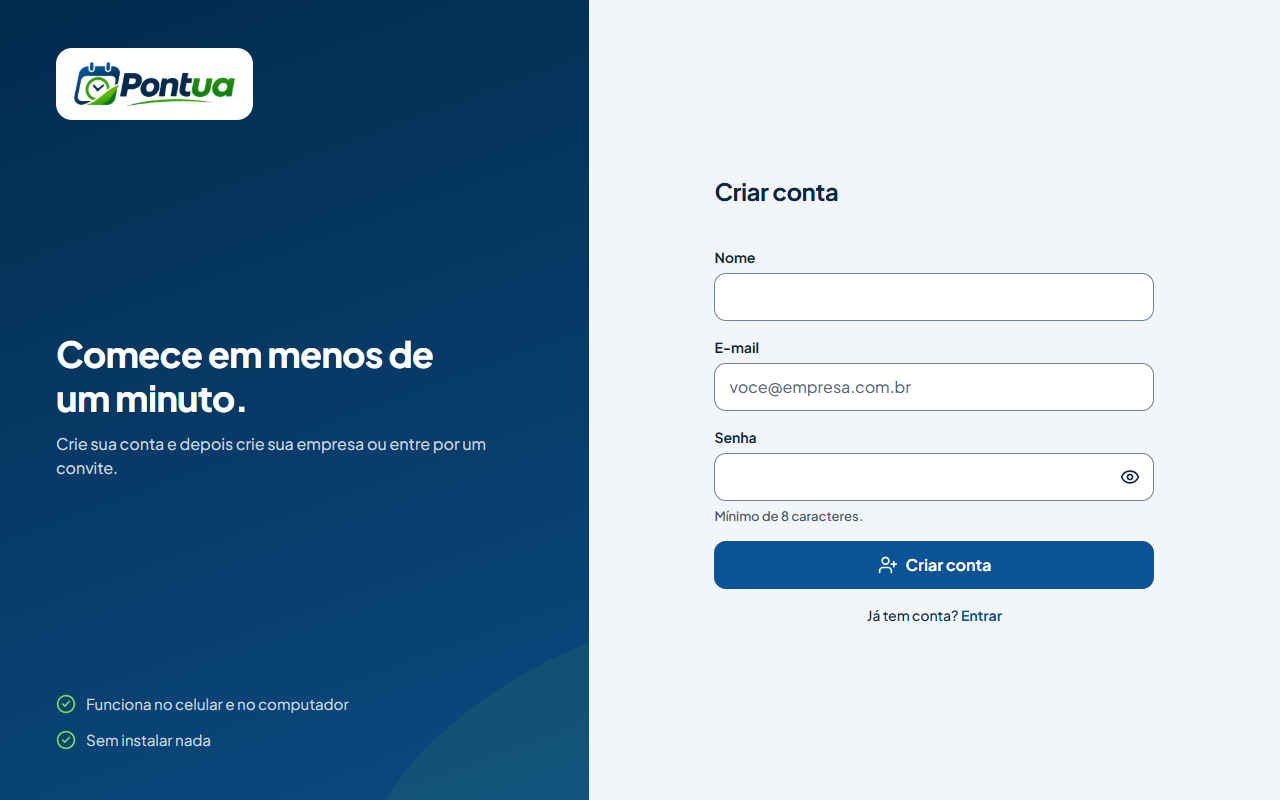 Pontua
Comece em menos de
um minuto.
Crie sua conta e depois crie sua empresa ou entre por um
convite.
Funciona no celular e no computador
Sem instalar nada
Criar conta
Nome
E-mail
voce@empresa.com.br
Senha
Mínimo de 8 caracteres.
Criar conta
Já tem conta? Entrar